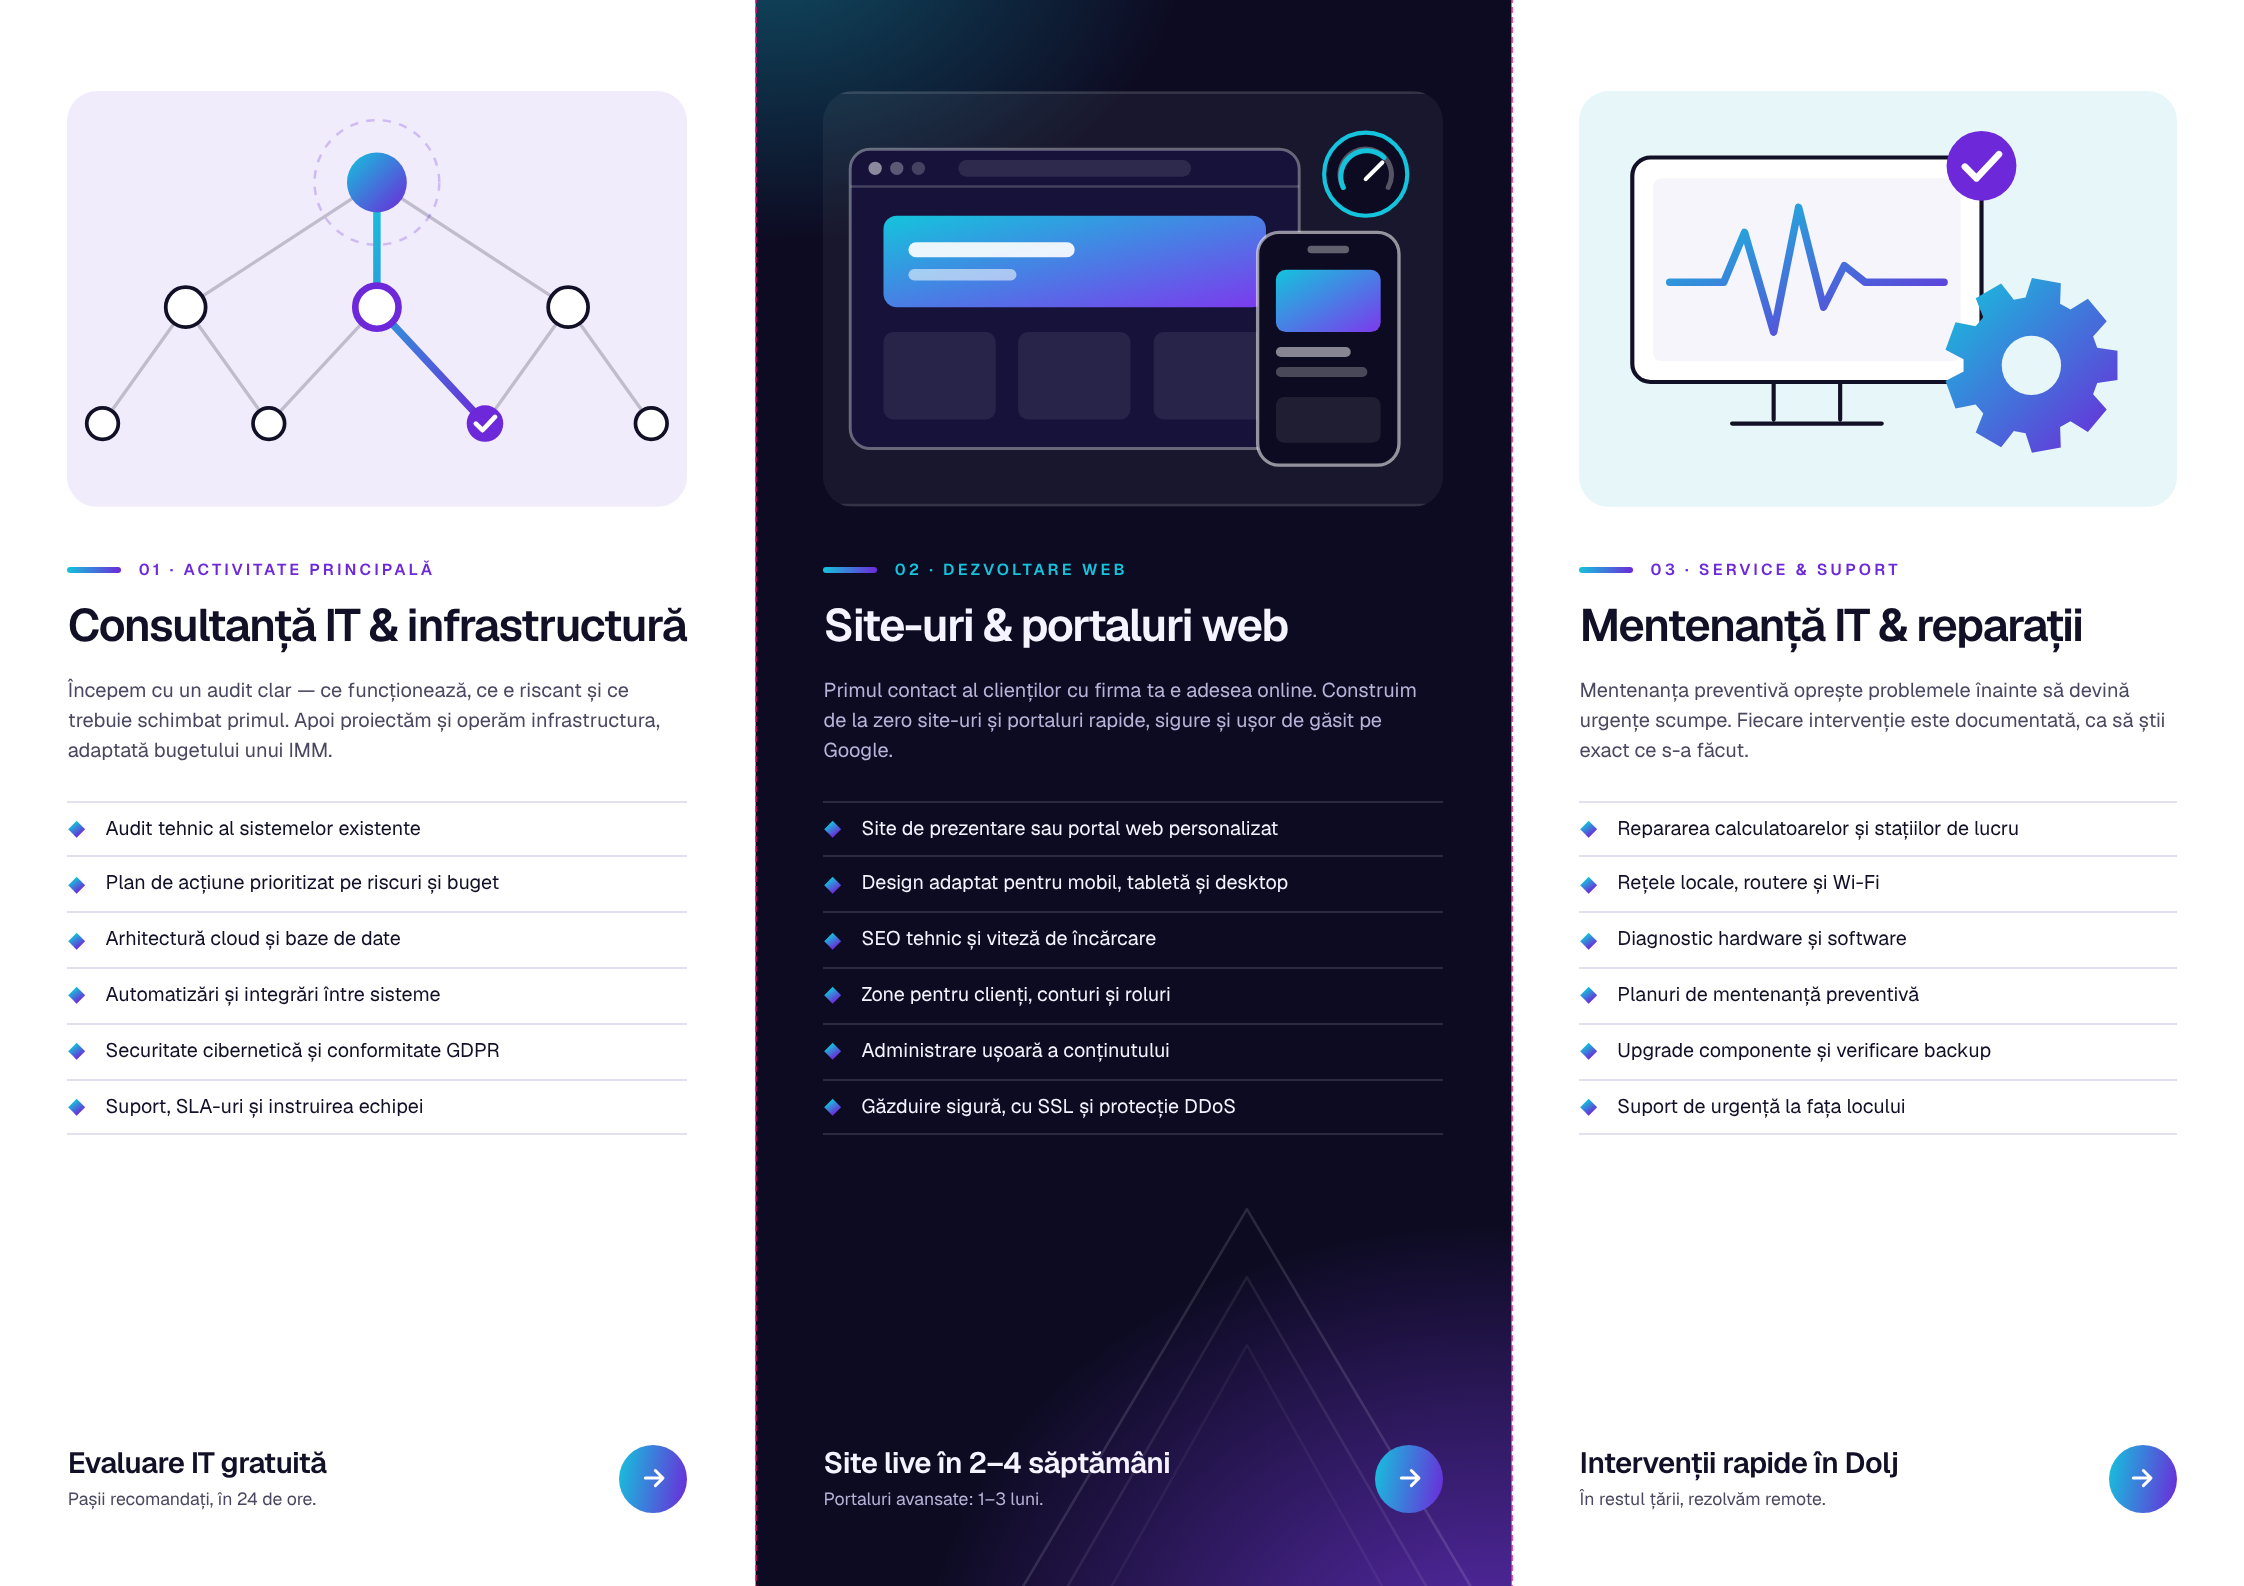 01 · ACTIVITATE PRINCIPALĂ
Consultanță IT & infrastructură
Începem cu un audit clar — ce funcționează, ce e riscant și ce
trebuie schimbat primul. Apoi proiectăm și operăm infrastructura,
adaptată bugetului unui IMM.
Audit tehnic al sistemelor existente
Plan de acțiune prioritizat pe riscuri și buget
Arhitectură cloud și baze de date
Automatizări și integrări între sisteme
Securitate cibernetică și conformitate GDPR
Suport, SLA-uri și instruirea echipei
Evaluare IT gratuită
Pașii recomandați, în 24 de ore.
02 · DEZVOLTARE WEB
Site-uri & portaluri web
Primul contact al clienților cu firma ta e adesea online. Construim
de la zero site-uri și portaluri rapide, sigure și ușor de găsit pe
Google.
Site de prezentare sau portal web personalizat
Design adaptat pentru mobil, tabletă și desktop
SEO tehnic și viteză de încărcare
Zone pentru clienți, conturi și roluri
Administrare ușoară a conținutului
Găzduire sigură, cu SSL și protecție DDoS
Site live în 2–4 săptămâni
Portaluri avansate: 1–3 luni.
03 · SERVICE & SUPORT
Mentenanță IT & reparații
Mentenanța preventivă oprește problemele înainte să devină
urgențe scumpe. Fiecare intervenție este documentată, ca să știi
exact ce s-a făcut.
Repararea calculatoarelor și stațiilor de lucru
Rețele locale, routere și Wi-Fi
Diagnostic hardware și software
Planuri de mentenanță preventivă
Upgrade componente și verificare backup
Suport de urgență la fața locului
Intervenții rapide în Dolj
În restul țării, rezolvăm remote.